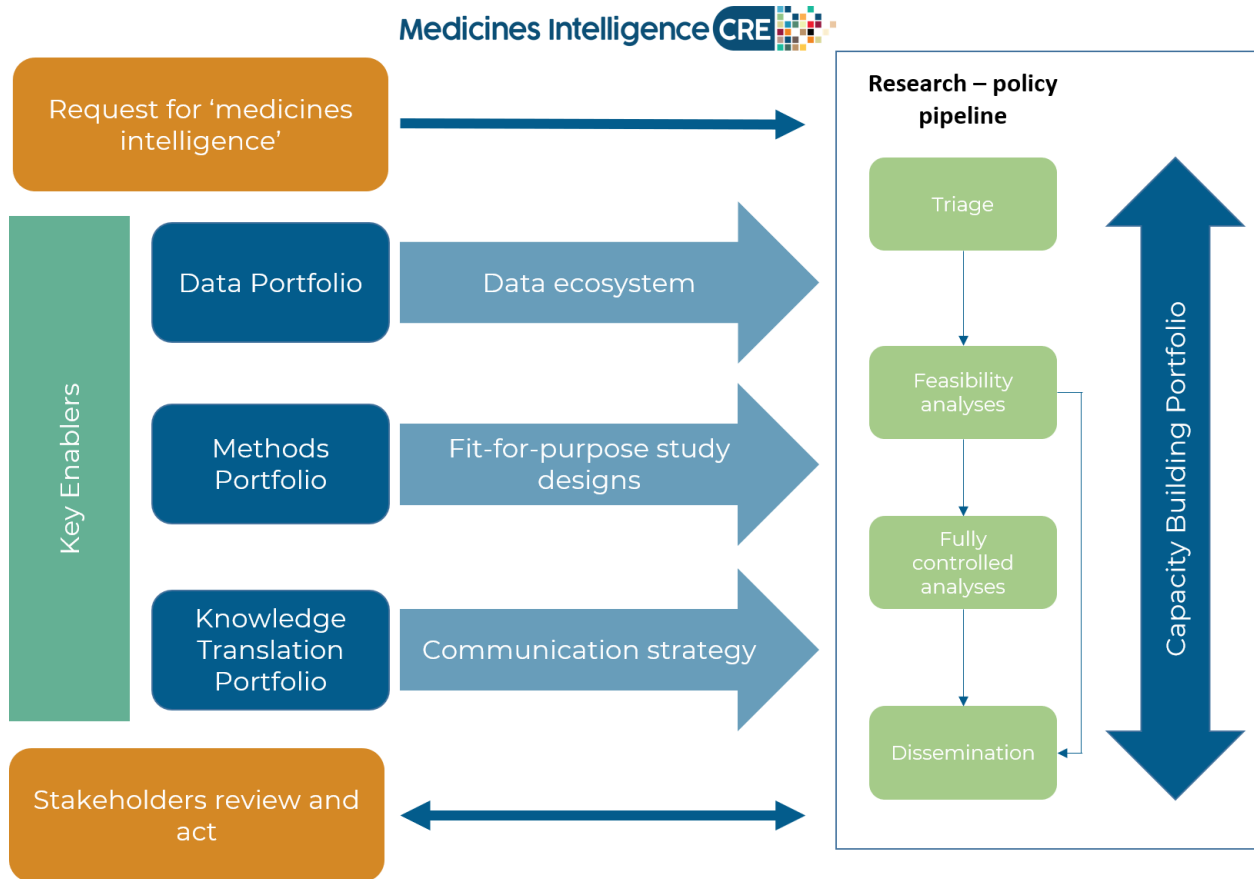 Medicines Intelligence CRE
Request for ‘medicines
intelligence’
Key Enablers
Data Portfolio
Data ecosystem
Methods
Portfolio
Fit-for-purpose study
designs
Knowledge
Translation
Portfolio
Communication strategy
Stakeholders review and
act
Research – policy
pipeline
Triage
Feasibility
analyses
Fully
controlled
analyses
Dissemination
Capacity Building Portfolio